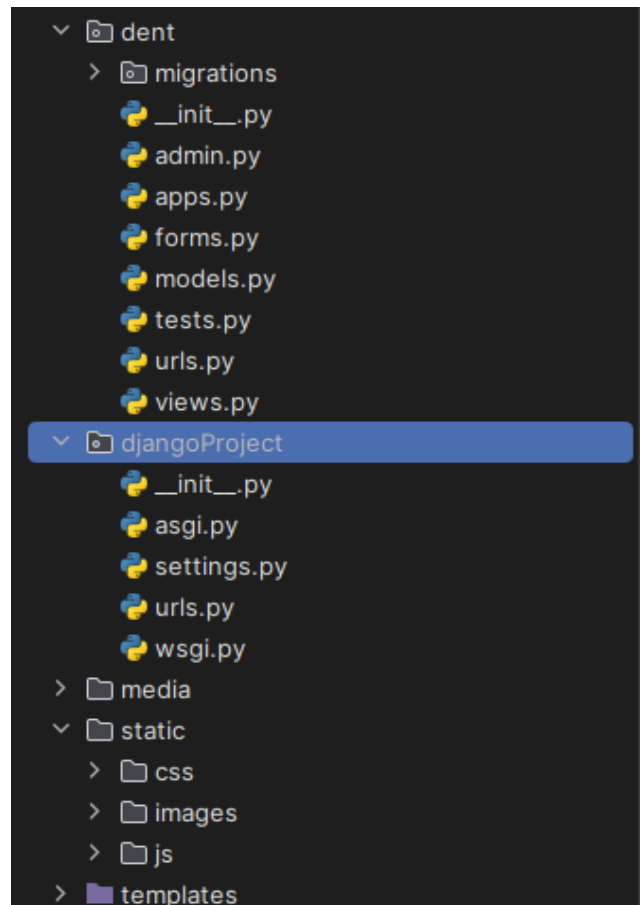 dent
migrations
__init__.py
admin.py
apps.py
forms.py
models.py
tests.py
urls.py
views.py
djangoProject
__init__.py
asgi.py
settings.py
urls.py
wsgi.py
media
static
css
images
js
templates